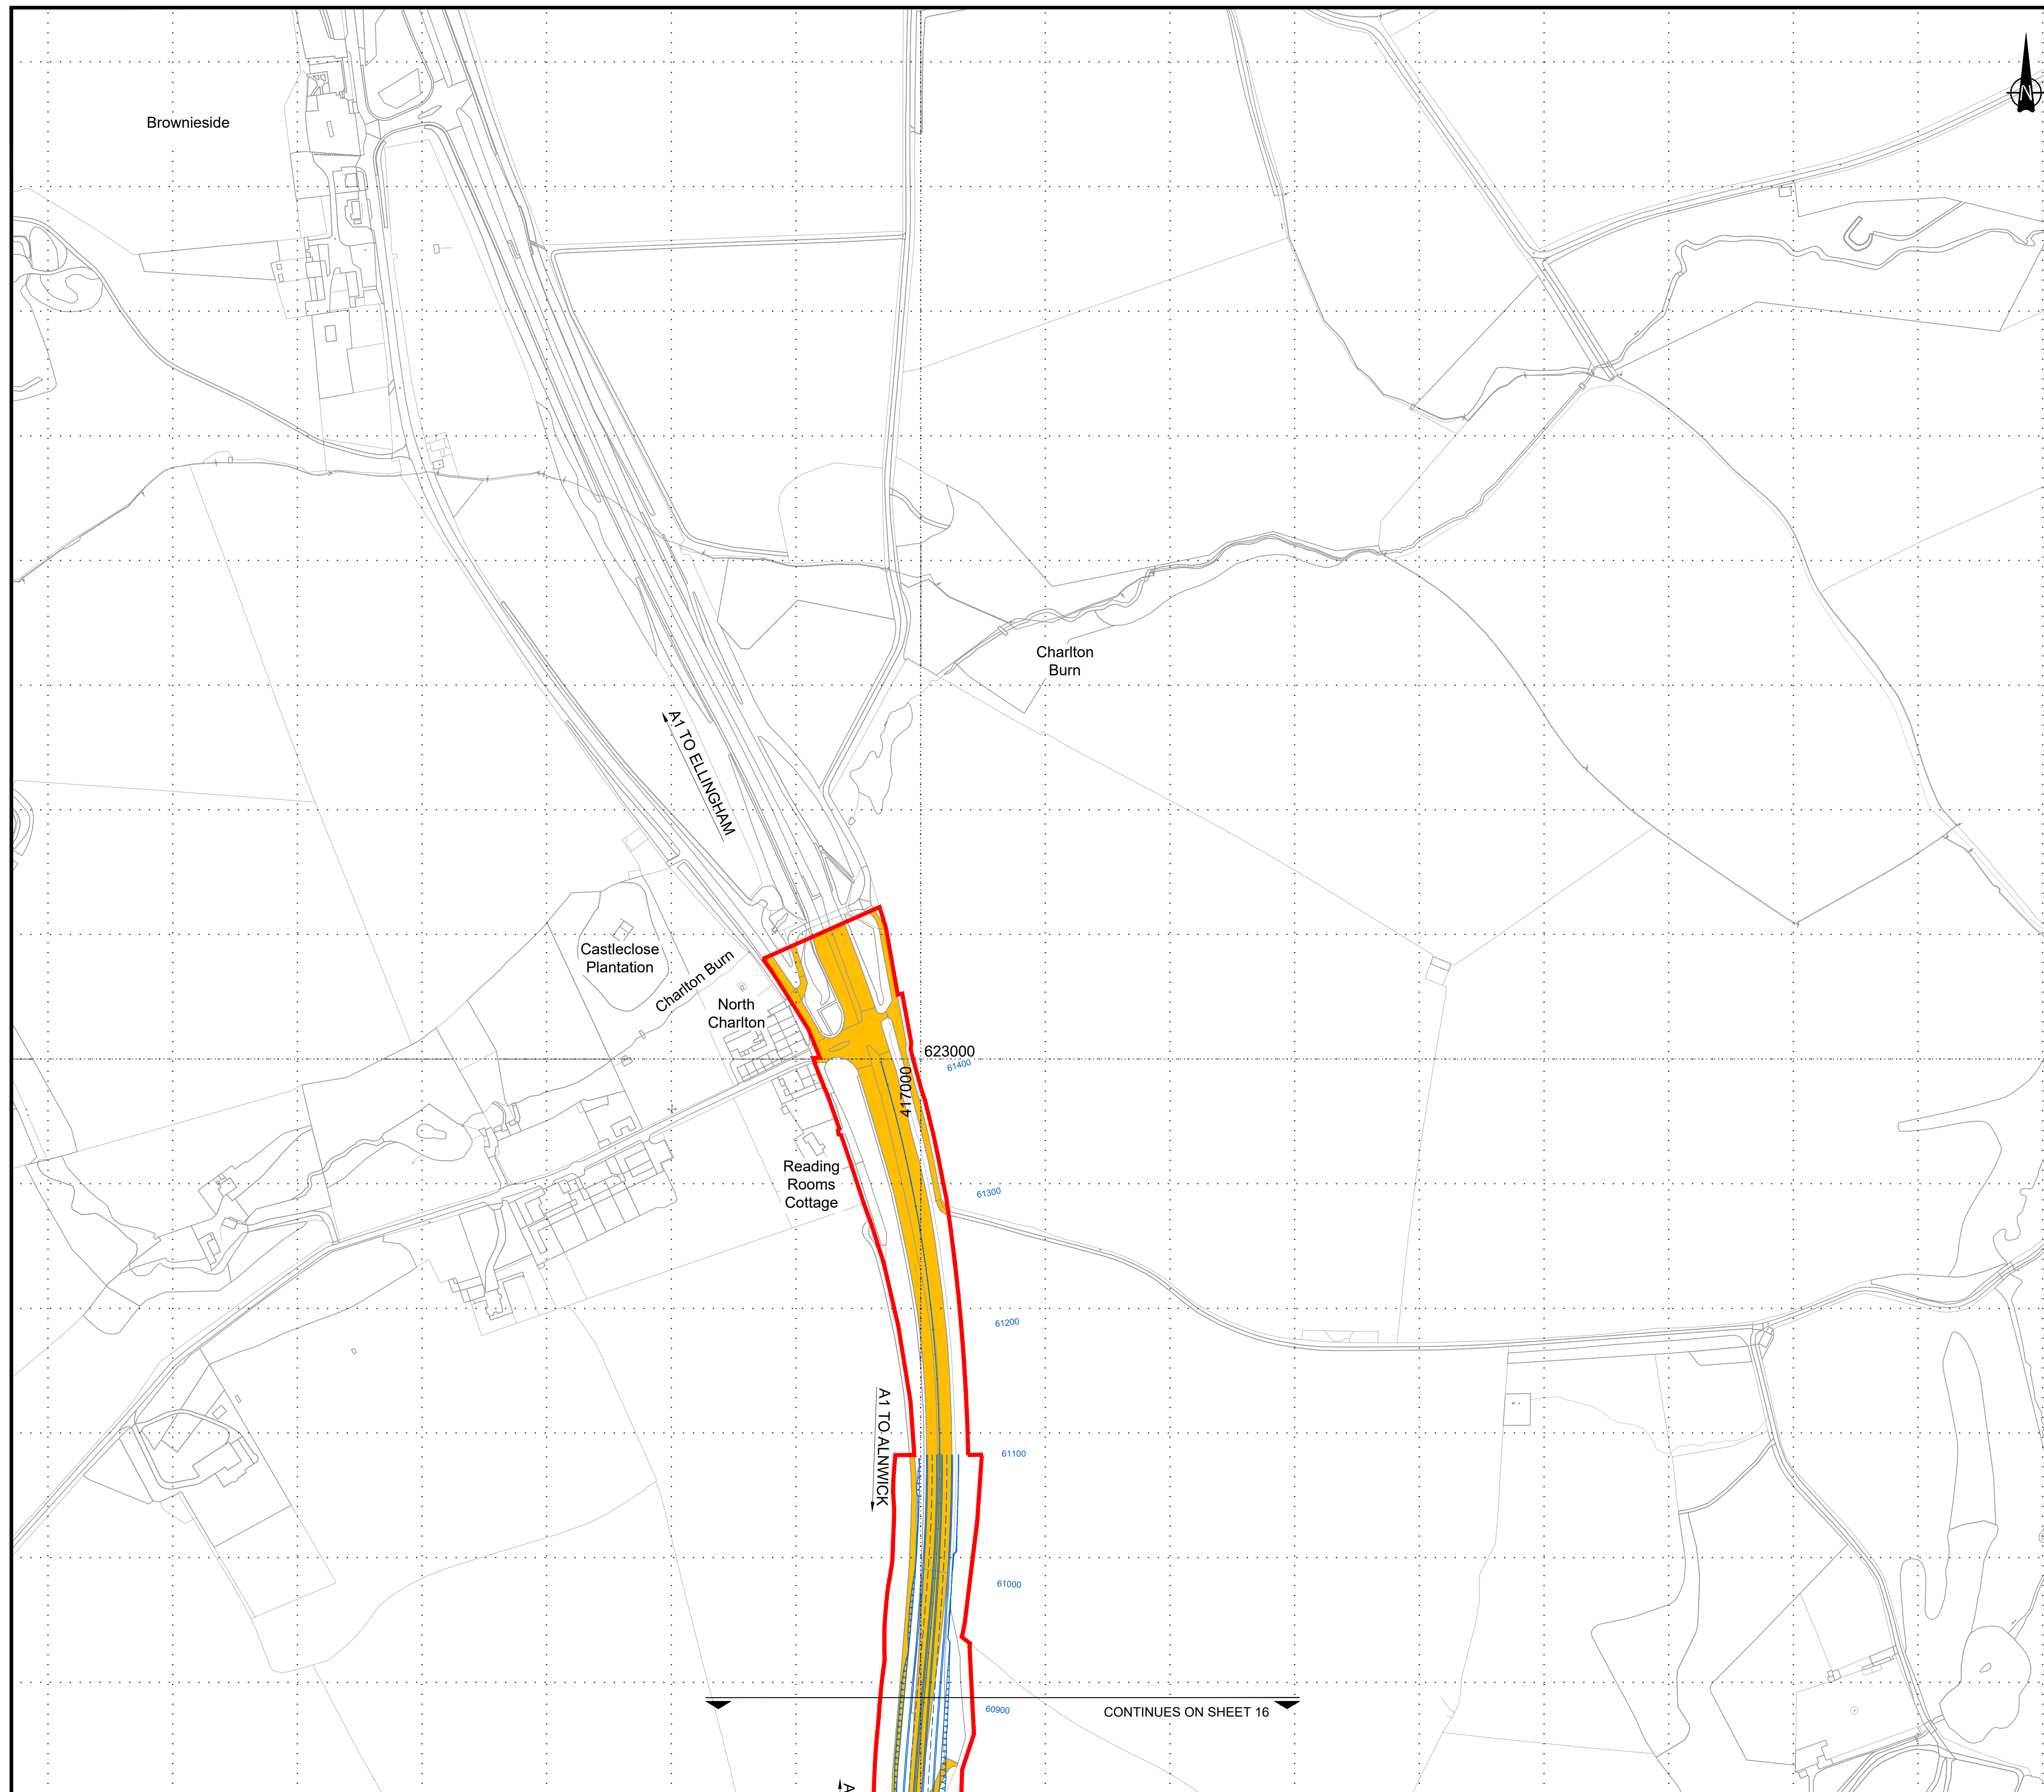 Brownieside
N
Charlton
Burn
A1 TO ELLINGHAM
Castleclose
Plantation
Charlton Burn
North
Charlton
623000
417000
61400
Reading
Rooms
Cottage
61300
61200
A1 TO ALNWICK
61100
61000
60900
CONTINUES ON SHEET 16
A